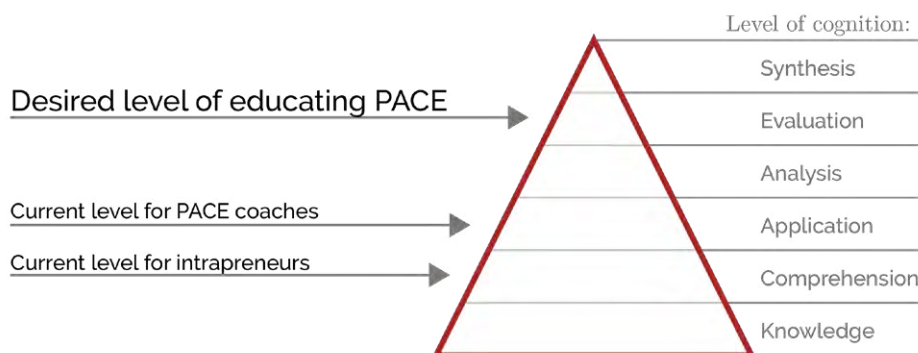 Level of cognition:
Synthesis
Desired level of educating PACE
Evaluation
Analysis
Current level for PACE coaches
Application
Current level for intrapreneurs
Comprehension
Knowledge